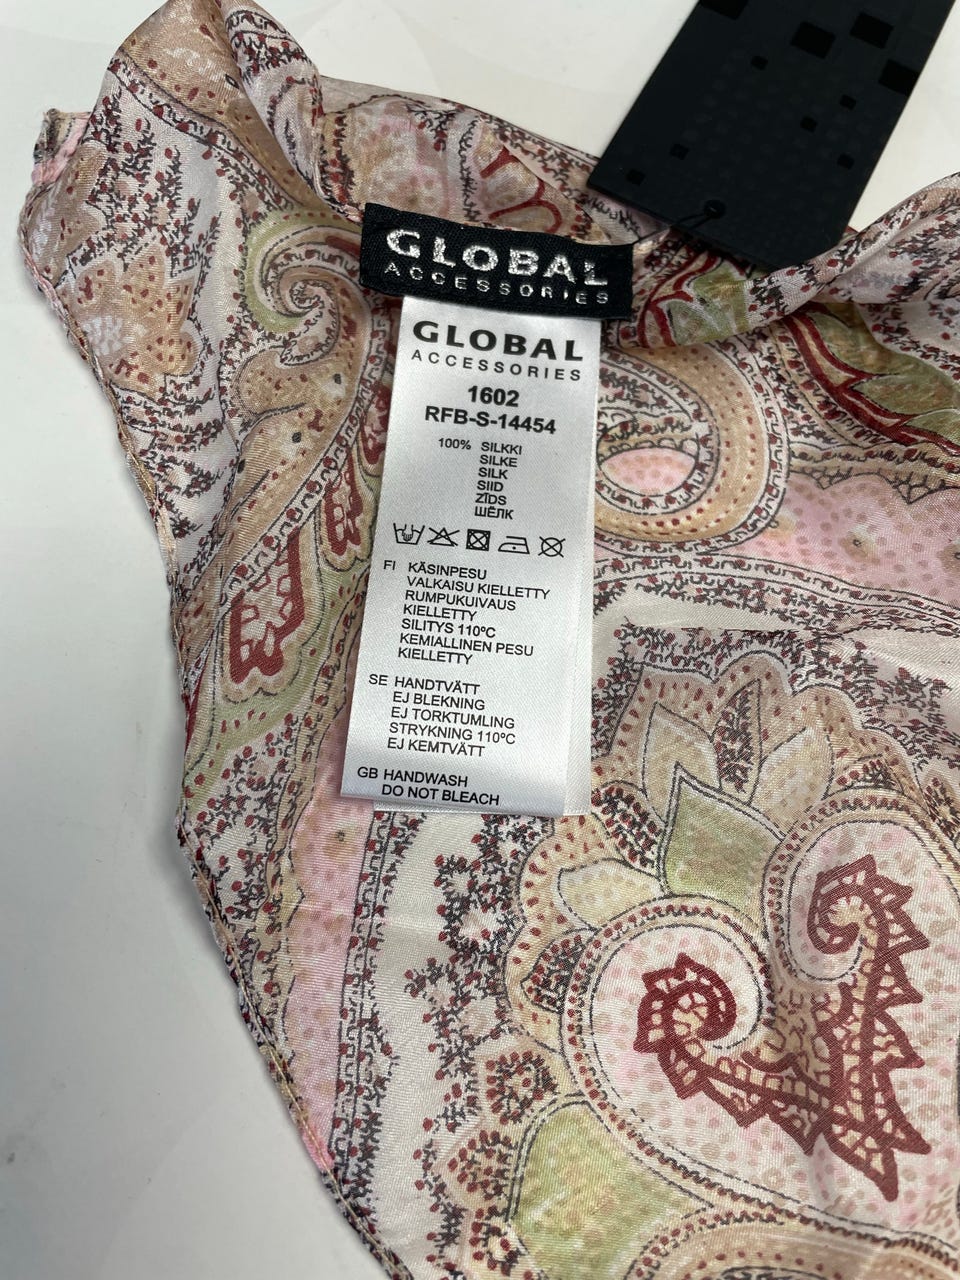 GLOBAL
ACCESSORIES
GLOBAL
ACCESSORIES
1602
RFB-S-14454
100% SILKKI
SILKE
SILK
SIID
ZĪDS
ШЁЛК
FI KÄSINPESU
VALKAISU KIELLETTY
RUMPUKUIVAUS
KIELLETTY
SILITYS 110ºC
KEMIALLINEN PESU
KIELLETTY
SE HANDTVÄTT
EJ BLEKNING
EJ TORKTUMLING
STRYKNING 110ºC
EJ KEMTVÄTT
GB HANDWASH
DO NOT BLEACH